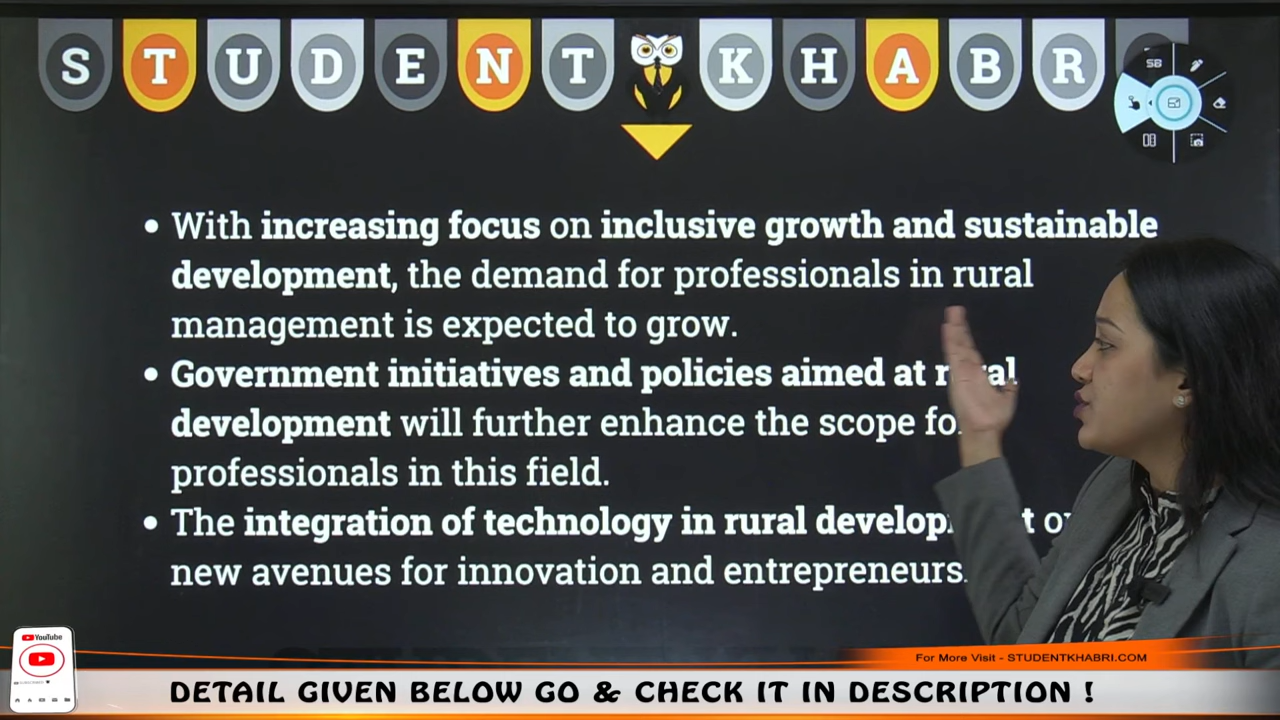 STUDENT KHABR
58
• With increasing focus on inclusive growth and sustainable
development, the demand for professionals in rural
management is expected to grow.
• Government initiatives and policies aimed at rural
development will further enhance the scope
professionals in this field.
• The integration of technology in rural
new avenues for innovation and entrepreneurs.
YouTube
For More Visit - STUDENTKHABRI.COM
DETAIL GIVEN BELOW GO & CHECK IT IN DESCRIPTION !